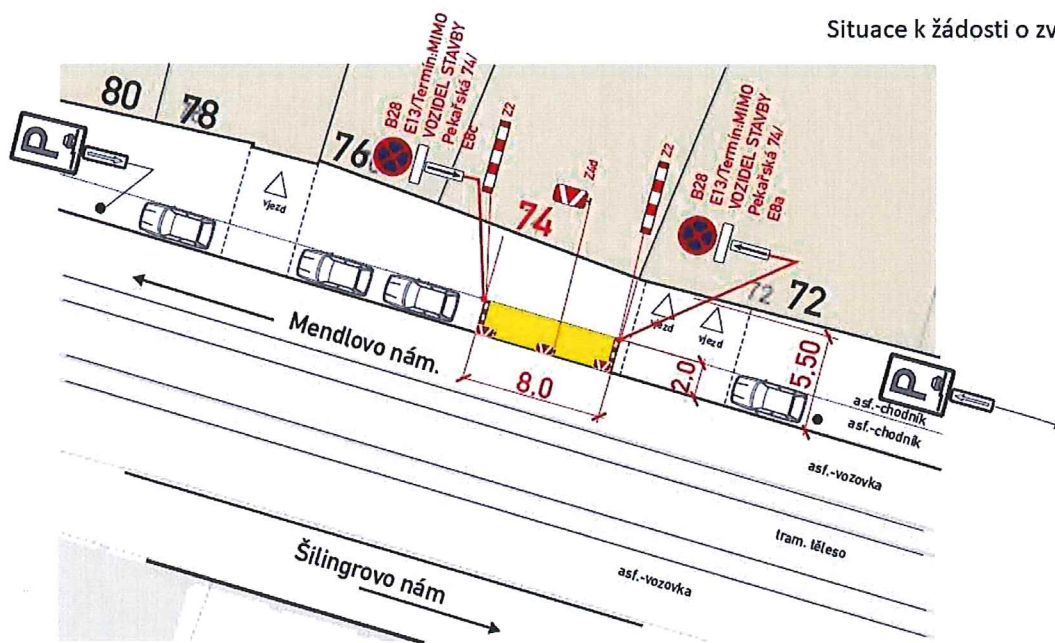 Situace k žádosti o zv
80
78
76
B28
E13/Termín:MIMO
VOZIDEL STAVBY
Pekařská 74/
E8c
Z2
74
Z4d
Z2
B28
E13/Termín:MIMO
VOZIDEL STAVBY
Pekařská 74/
E8a
72
72
P
vjezd
vjezd
vjezd
P
Mendlovo nám.
8.0
2.0
5.50
asf.-chodník
asf.-chodník
asf.-vozovka
tram. těleso
asf.-vozovka
Šilingrovo nám